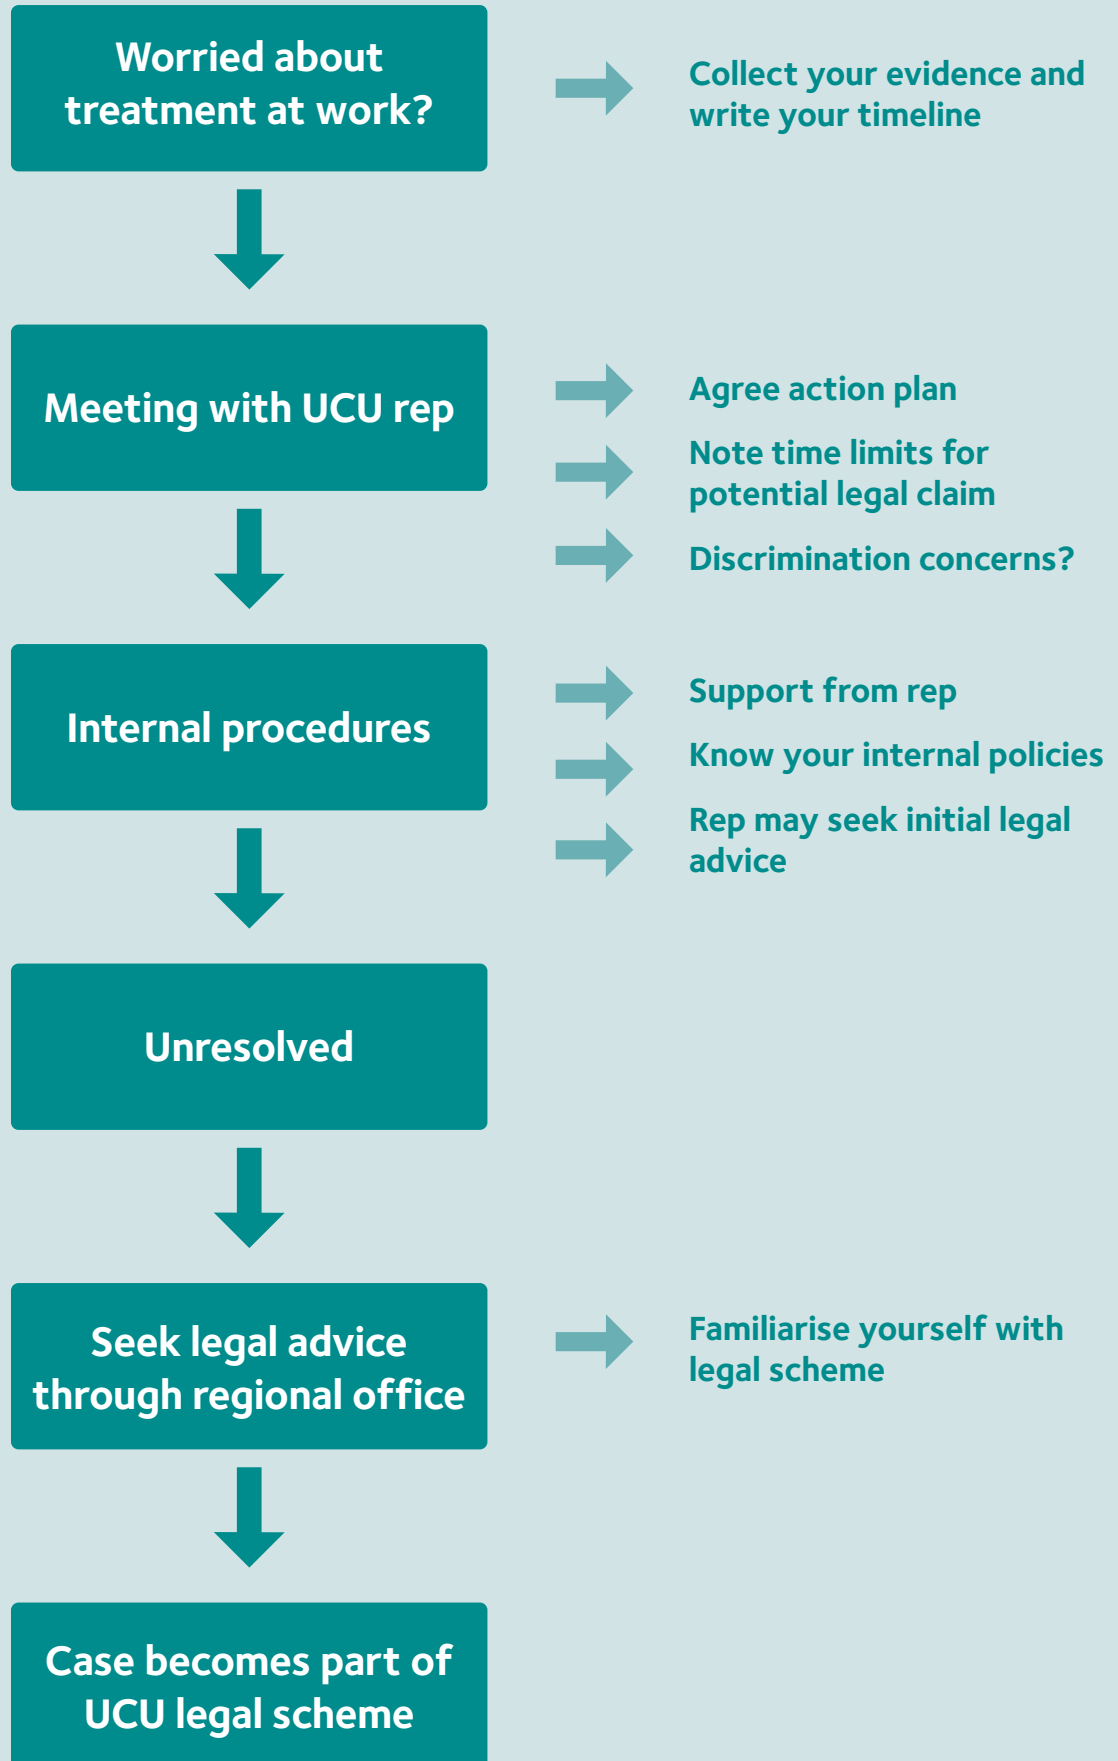 Worried about
treatment at work?
Collect your evidence and
write your timeline
Meeting with UCU rep
Agree action plan
Note time limits for
potential legal claim
Discrimination concerns?
Internal procedures
Support from rep
Know your internal policies
Rep may seek initial legal
advice
Unresolved
Seek legal advice
through regional office
Familiarise yourself with
legal scheme
Case becomes part of
UCU legal scheme